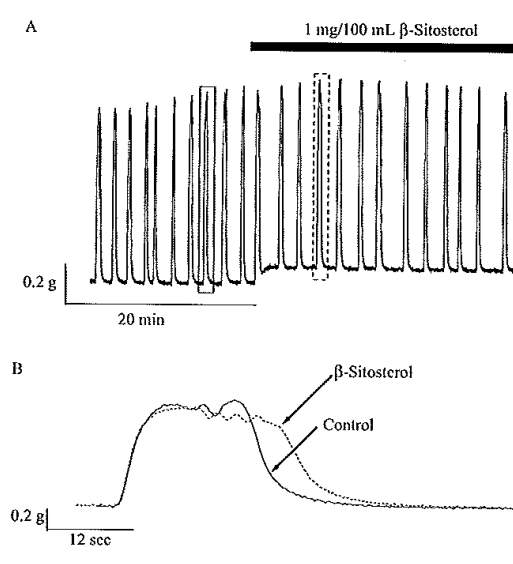 A
1 mg/100 mL β-Sitosterol
0.2 g
20 min
B
β-Sitosterol
Control
0.2 g
12 sec